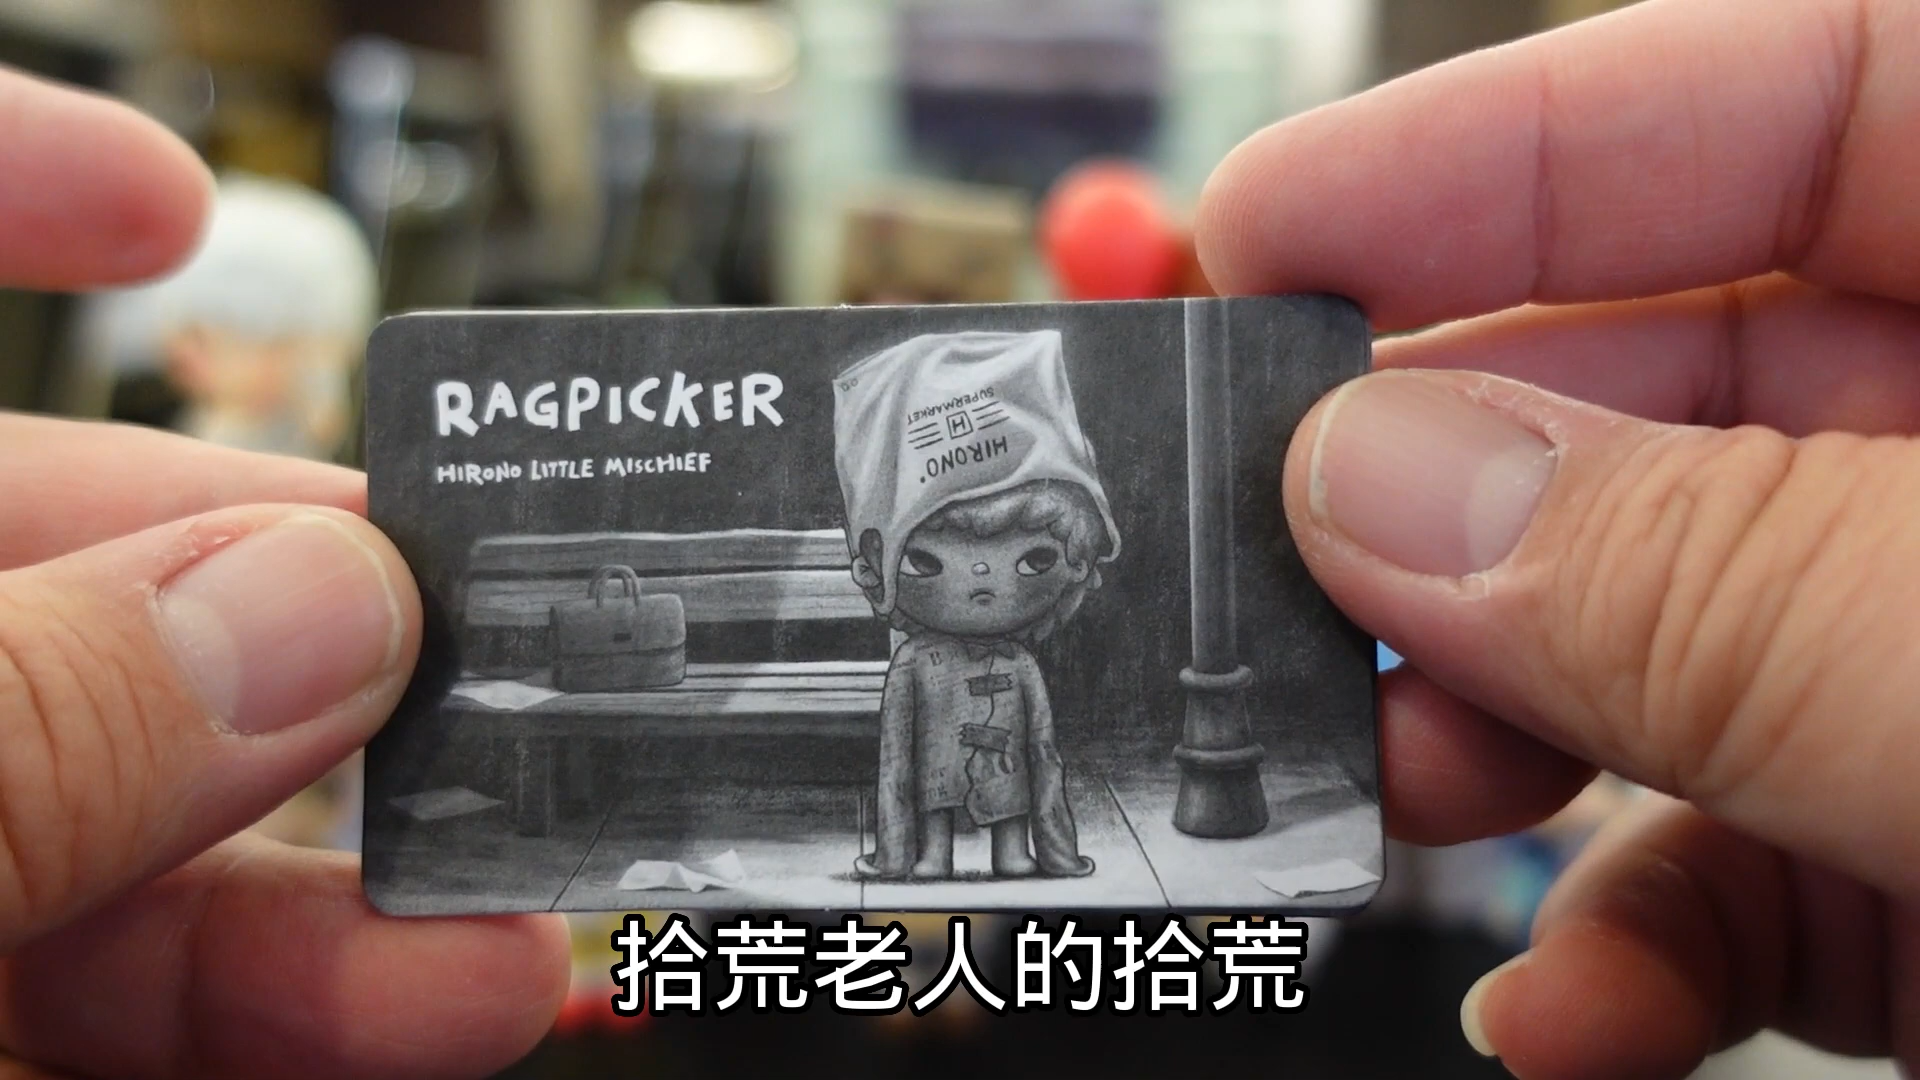 RAGPICKER
HIRONO LITTLE MISCHIEF
HIRONO
H
SUPERMARKET
拾荒老人的拾荒